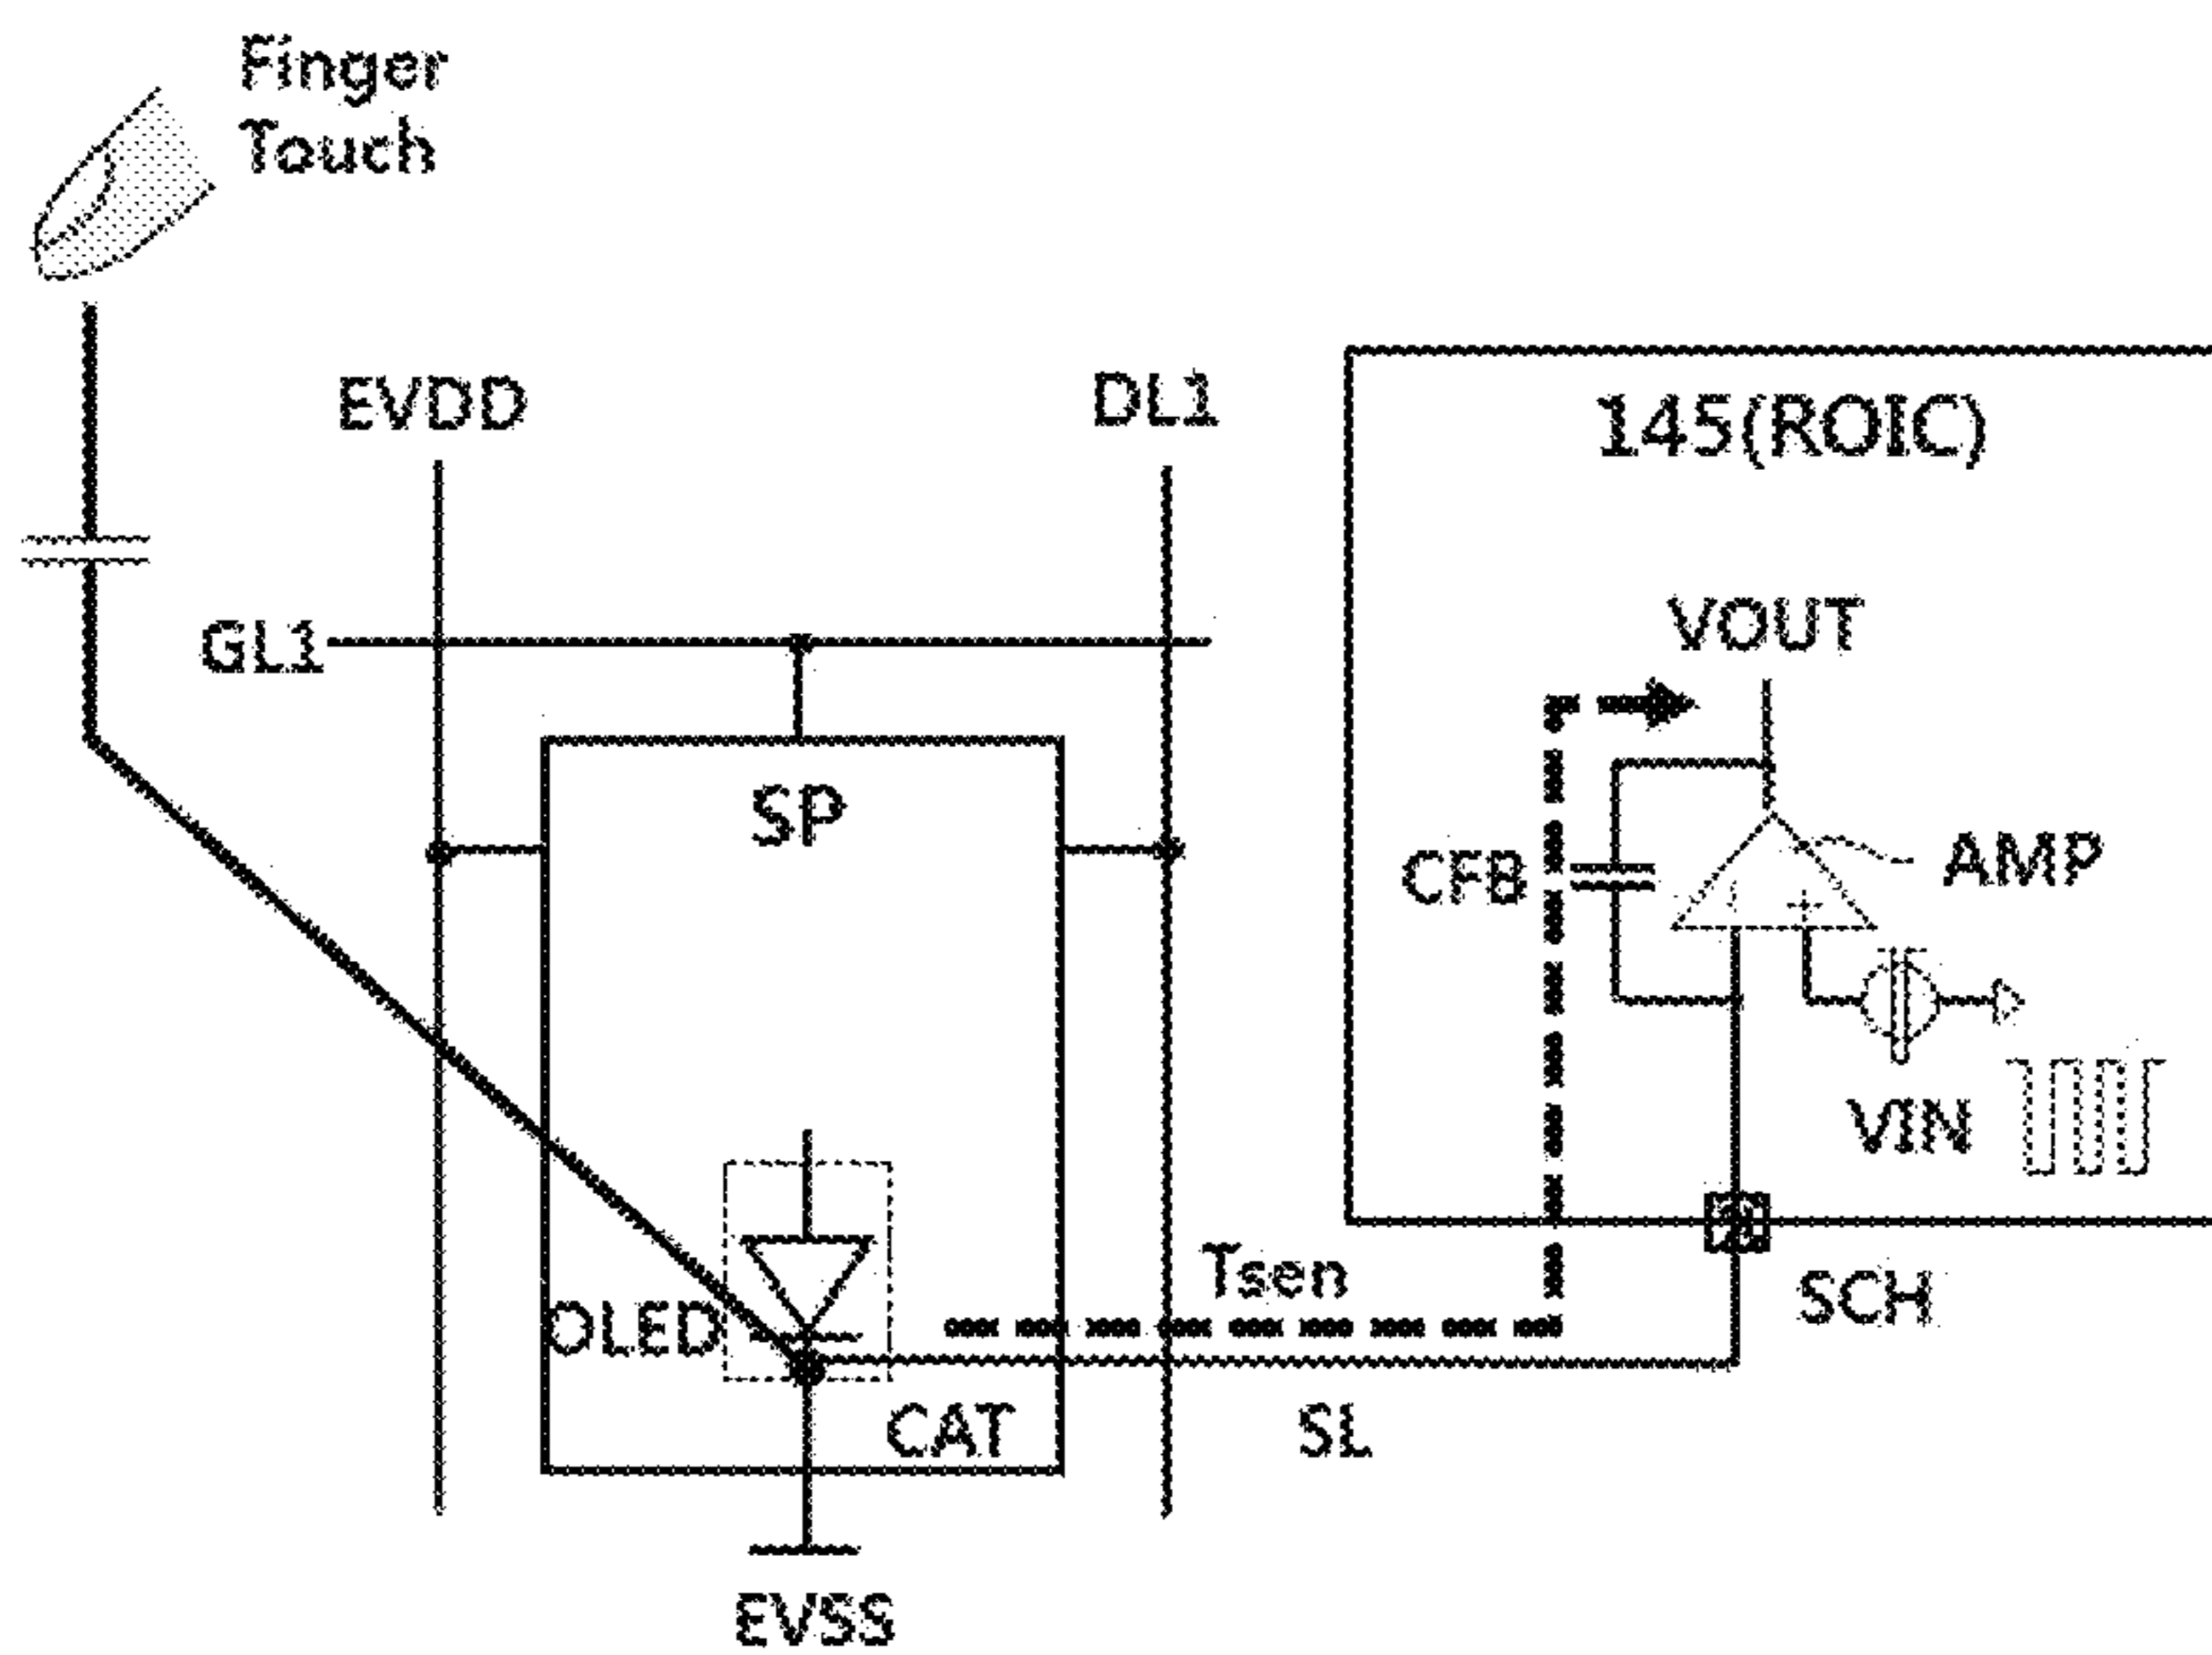 Finger
Touch
EVDD
DL1
145(ROIC)
GL1
VOUT
SP
CFB
AMP
VIN
Tsen
SCH
OLED
CAT
SL
EVSS